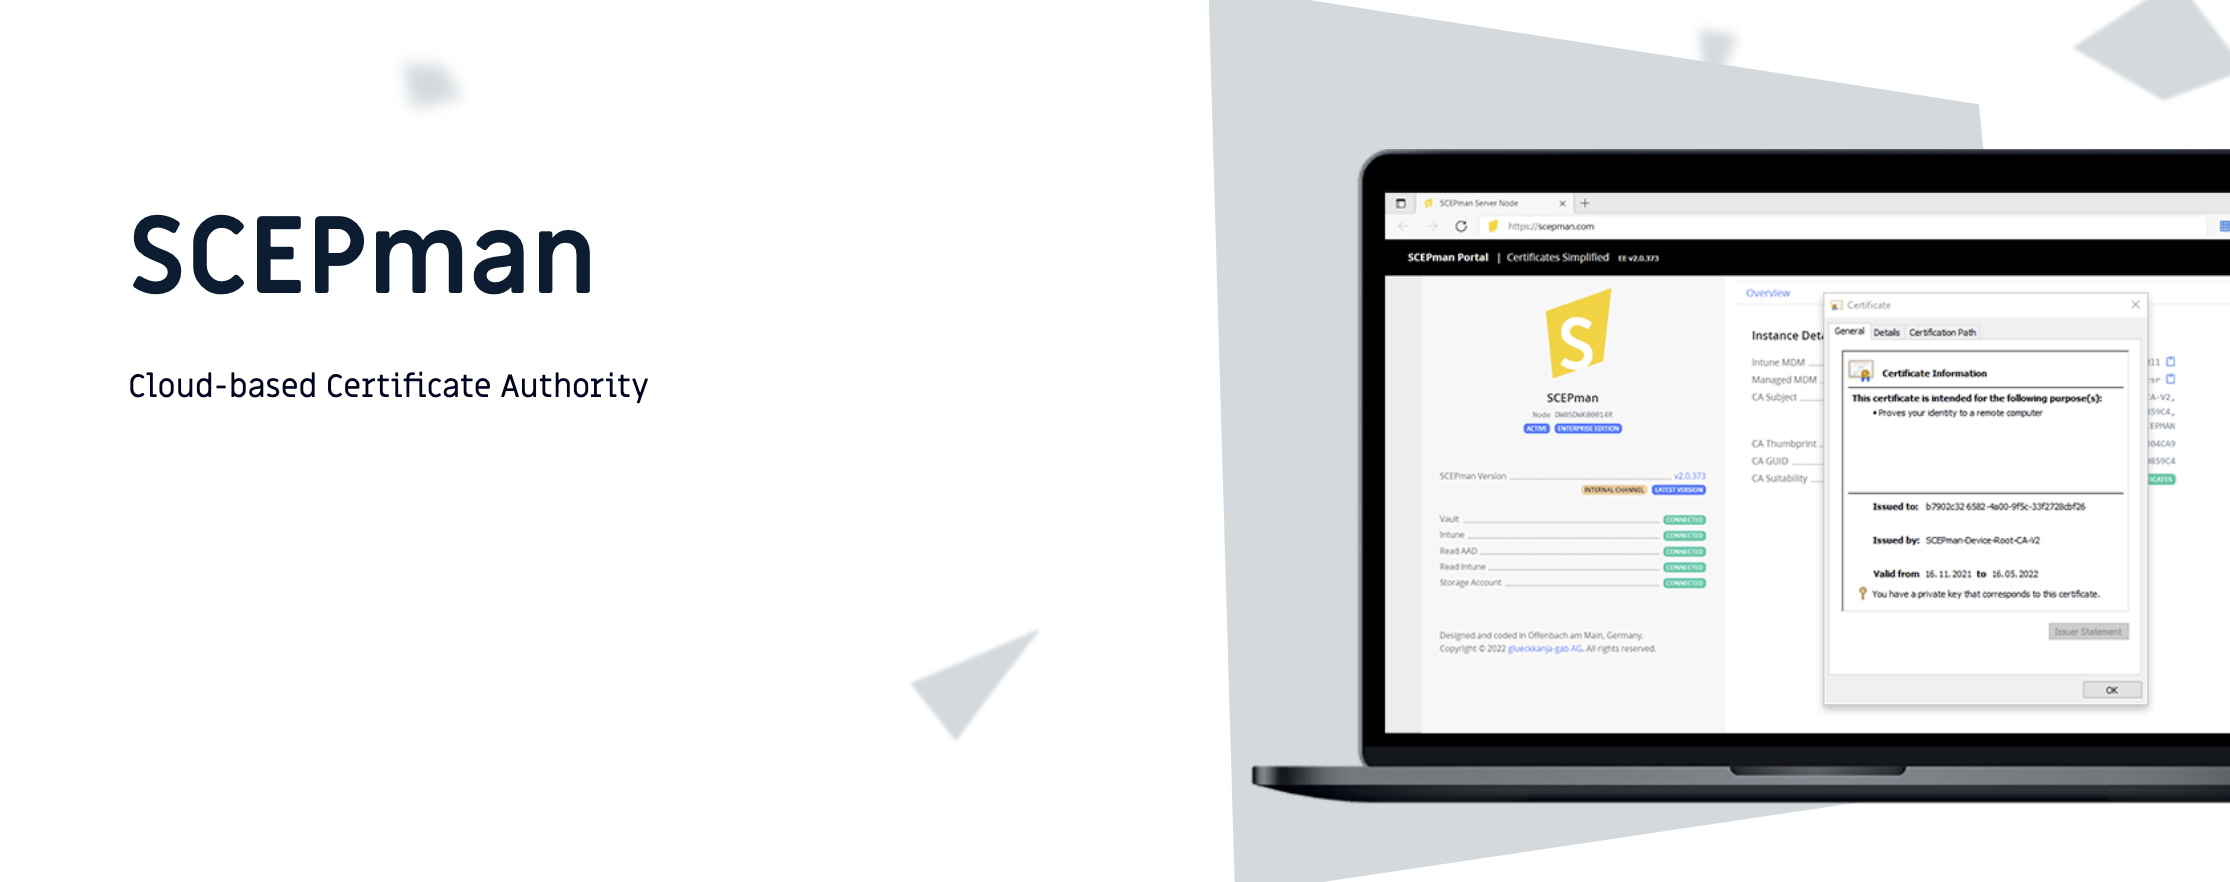 SCEPman
Cloud-based Certificate Authority
SCEPman Server Node
https://scepman.com
SCEPman Portal | Certificates Simplified EE v2.0.373
S
SCEPman
Node DW0SDWK00014R
ACTIVE ENTERPRISE EDITION
SCEPman Version v2.0.373
INTERNAL CHANNEL LATEST VERSION
Vault CONNECTED
Intune CONNECTED
Read AAD CONNECTED
Read Intune CONNECTED
Storage Account CONNECTED
Designed and coded in Offenbach am Main, Germany.
Copyright © 2022 glueckkanja-gab AG. All rights reserved.
Overview
Instance Deta
Intune MDM
Managed MDM
CA Subject
CA-V2,
859C4,
CEPMAN
CA Thumbprint
CA GUID
CA Suitability
Certificate
General Details Certification Path
Certificate Information
This certificate is intended for the following purpose(s):
• Proves your identity to a remote computer
Issued to: b7902c32-6582-4a00-9f5c-33f2728cbf26
Issued by: SCEPman-Device-Root-CA-V2
Valid from 16.11.2021 to 16.05.2022
You have a private key that corresponds to this certificate.
Issuer Statement
OK